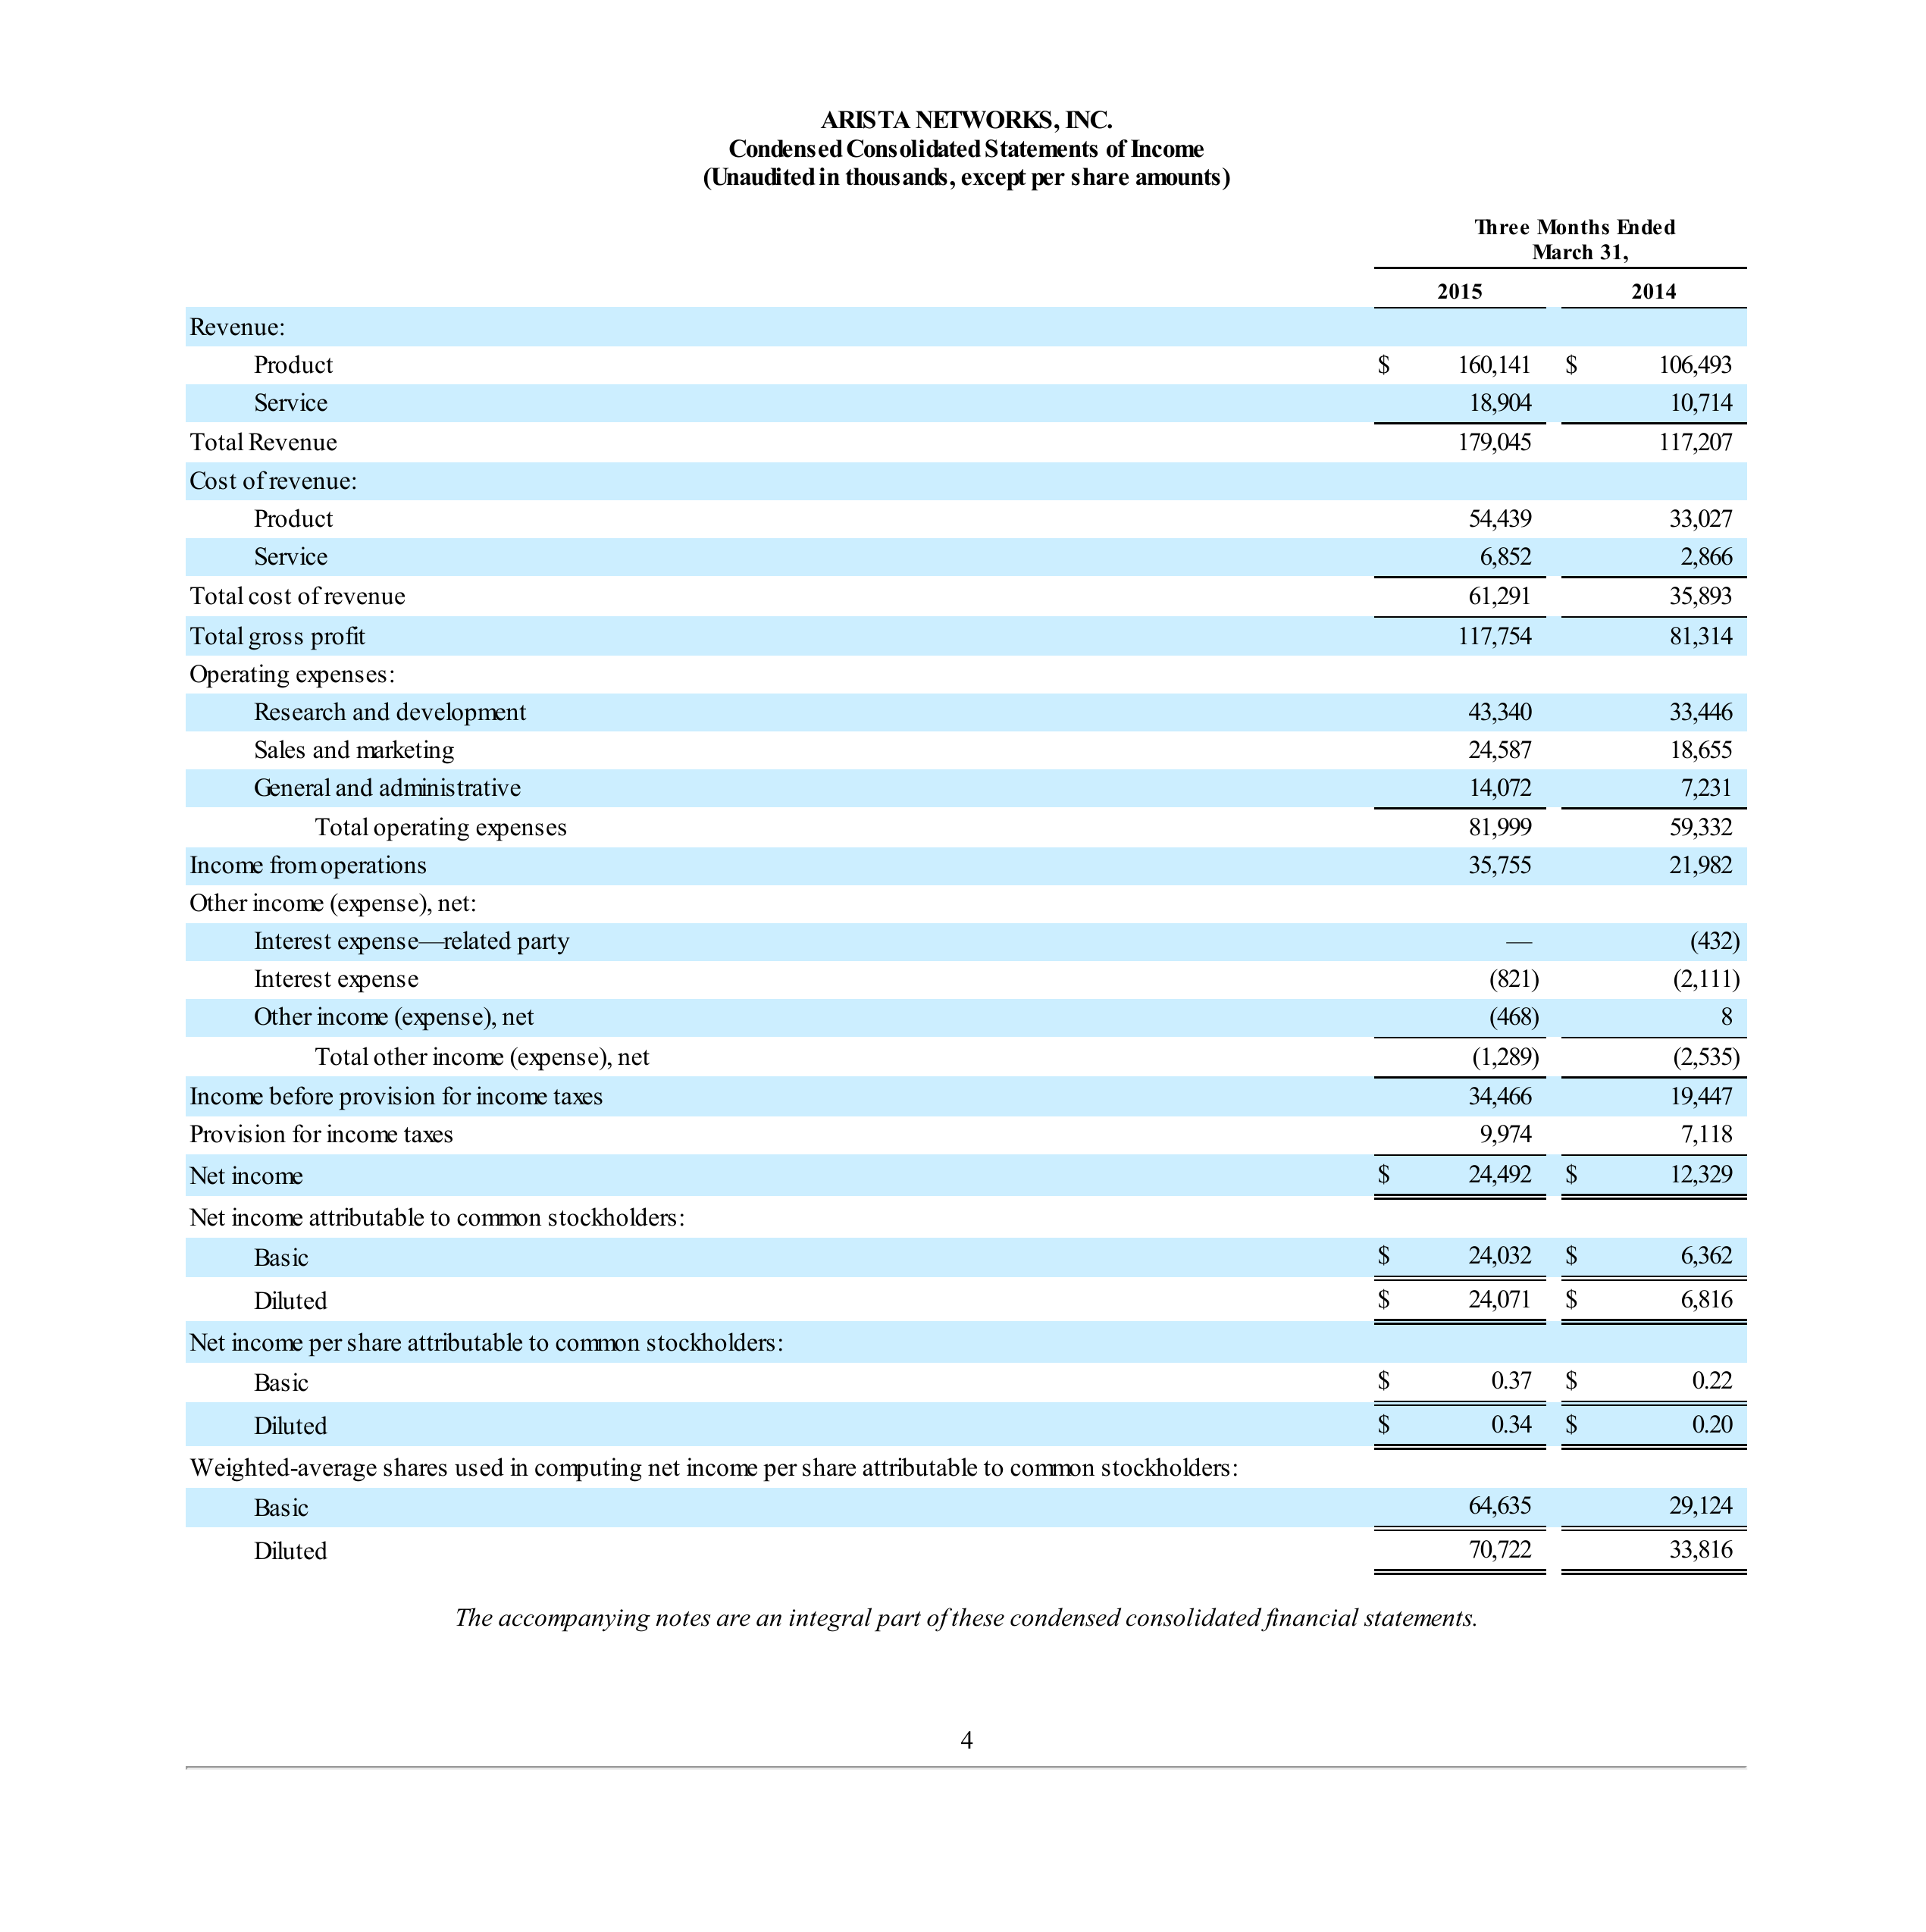 ARISTA NETWORKS, INC.
Condensed Consolidated Statements of Income
(Unaudited in thousands, except per share amounts)
Three Months Ended
March 31,
2015 2014
Revenue:
Product $ 160,141 $ 106,493
Service 18,904 10,714
Total Revenue 179,045 117,207
Cost of revenue:
Product 54,439 33,027
Service 6,852 2,866
Total cost of revenue 61,291 35,893
Total gross profit 117,754 81,314
Operating expenses:
Research and development 43,340 33,446
Sales and marketing 24,587 18,655
General and administrative 14,072 7,231
Total operating expenses 81,999 59,332
Income from operations 35,755 21,982
Other income (expense), net:
Interest expense—related party — (432)
Interest expense (821) (2,111)
Other income (expense), net (468) 8
Total other income (expense), net (1,289) (2,535)
Income before provision for income taxes 34,466 19,447
Provision for income taxes 9,974 7,118
Net income $ 24,492 $ 12,329
Net income attributable to common stockholders:
Basic $ 24,032 $ 6,362
Diluted $ 24,071 $ 6,816
Net income per share attributable to common stockholders:
Basic $ 0.37 $ 0.22
Diluted $ 0.34 $ 0.20
Weighted-average shares used in computing net income per share attributable to common stockholders:
Basic 64,635 29,124
Diluted 70,722 33,816
The accompanying notes are an integral part of these condensed consolidated financial statements.
4